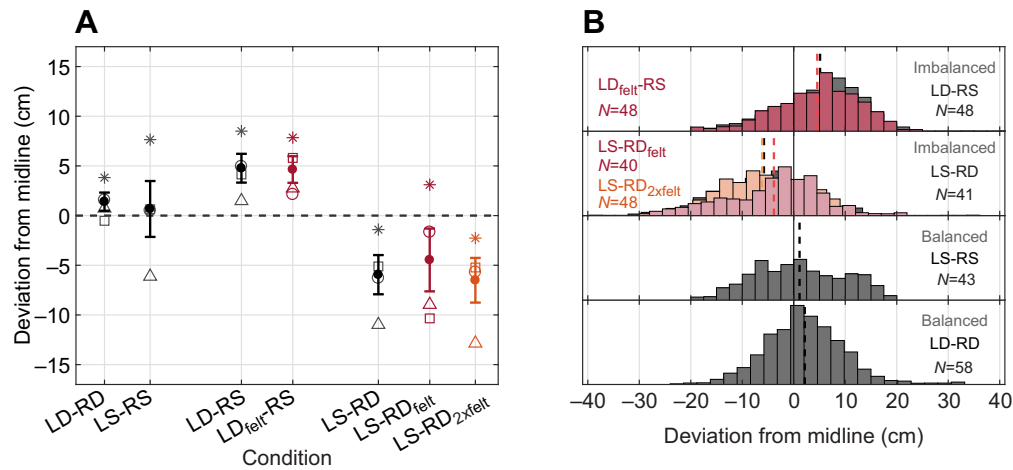 A
Deviation from midline (cm)
15
10
5
0
–5
–10
–15
LD-RD
LS-RS
LD-RS
LDfelt-RS
LS-RD
LS-RDfelt
LS-RD2xfelt
Condition
B
LDfelt-RS
N=48
Imbalanced
LD-RS
N=48
LS-RDfelt
N=40
LS-RD2xfelt
N=48
Imbalanced
LS-RD
N=41
Balanced
LS-RS
N=43
Balanced
LD-RD
N=58
–40 –30 –20 –10 0 10 20 30 40
Deviation from midline (cm)